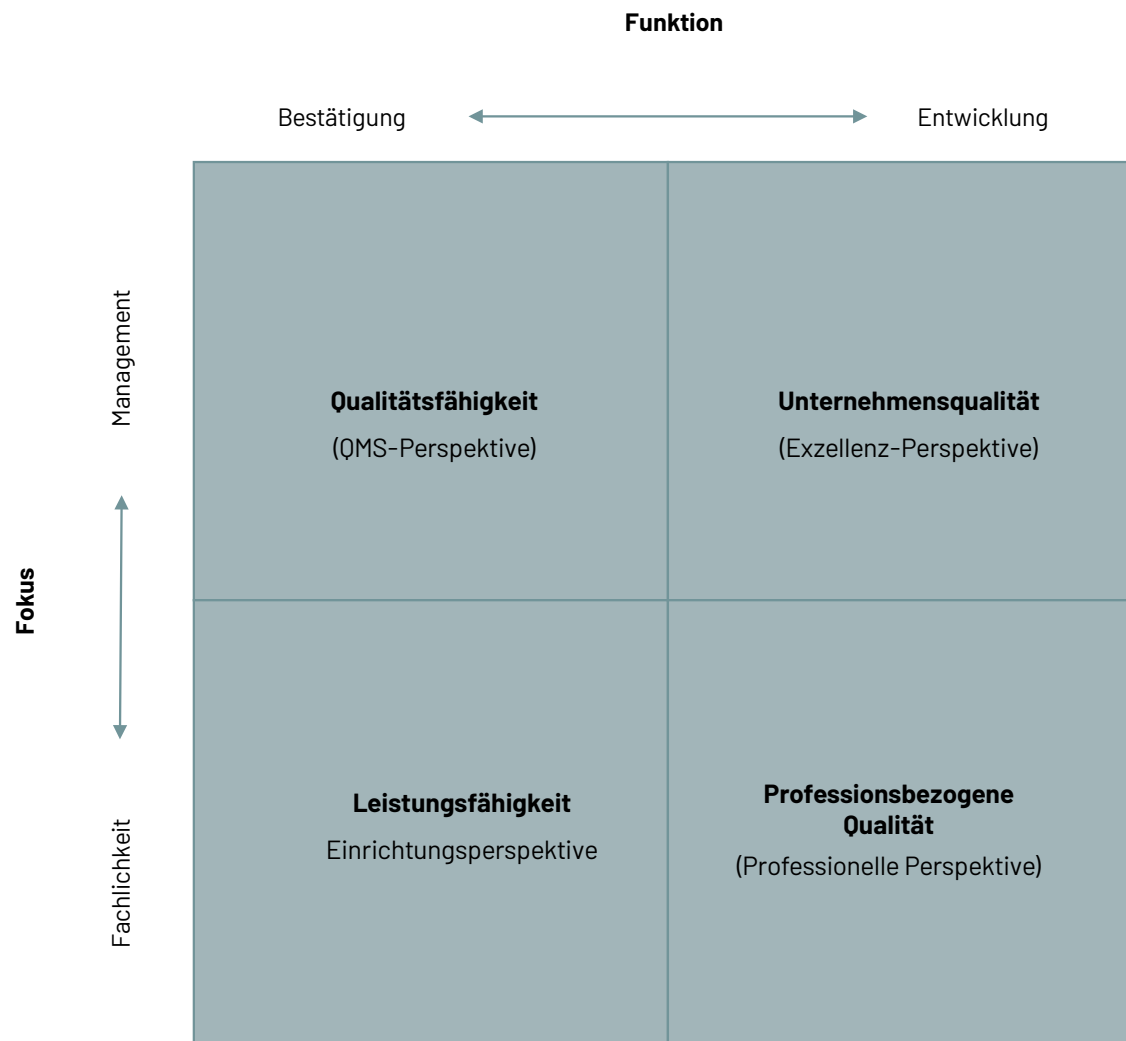 Funktion
Bestätigung
Entwicklung
Management
Qualitätsfähigkeit
(QMS-Perspektive)
Unternehmensqualität
(Exzellenz-Perspektive)
Fokus
Fachlichkeit
Leistungsfähigkeit
Einrichtungsperspektive
Professionsbezogene
Qualität
(Professionelle Perspektive)